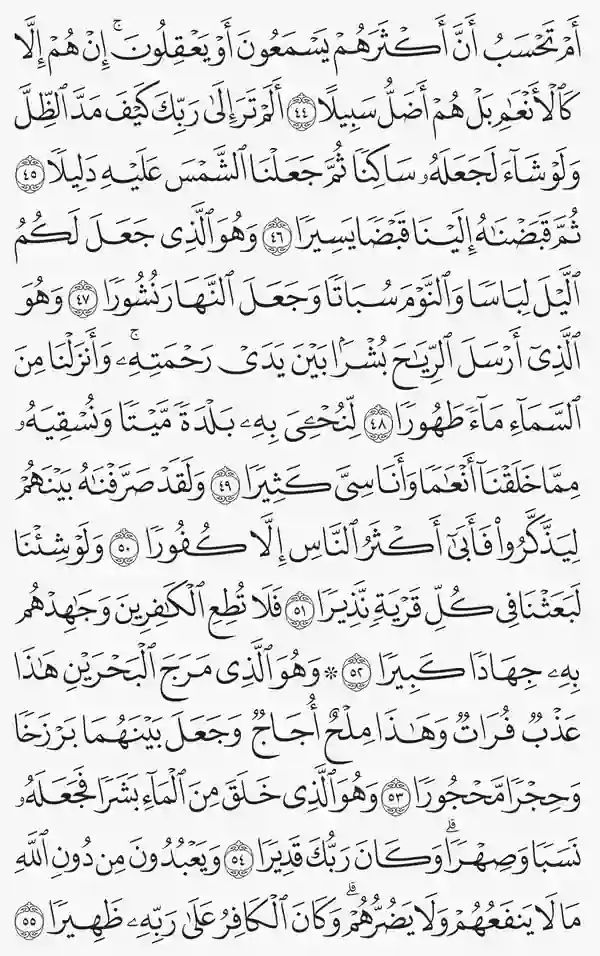 أَمْ تَحْسَبُ أَنَّ أَكْثَرَهُمْ يَسْمَعُونَ أَوْ يَعْقِلُونَ ۚ إِنْ هُمْ إِلَّا
كَٱلْأَنْعَٰمِ بَلْ هُمْ أَضَلُّ سَبِيلًا ٤٤ أَلَمْ تَرَ إِلَىٰ رَبِّكَ كَيْفَ مَدَّ ٱلظِّلَّ
وَلَوْ شَآءَ لَجَعَلَهُۥ سَاكِنًا ثُمَّ جَعَلْنَا ٱلشَّمْسَ عَلَيْهِ دَلِيلًا ٤٥
ثُمَّ قَبَضْنَٰهُ إِلَيْنَا قَبْضًا يَسِيرًا ٤٦ وَهُوَ ٱلَّذِى جَعَلَ لَكُمُ
ٱلَّيْلَ لِبَاسًا وَٱلنَّوْمَ سُبَاتًا وَجَعَلَ ٱلنَّهَارَ نُشُورًا ٤٧ وَهُوَ
ٱلَّذِىٓ أَرْسَلَ ٱلرِّيَٰحَ بُشْرًۢا بَيْنَ يَدَىْ رَحْمَتِهِۦ ۚ وَأَنزَلْنَا مِنَ
ٱلسَّمَآءِ مَآءً طَهُورًا ٤٨ لِّنُحْـِۧىَ بِهِۦ بَلْدَةً مَّيْتًا وَنُسْقِيَهُۥ
مِمَّا خَلَقْنَآ أَنْعَٰمًا وَأَنَاسِىَّ كَثِيرًا ٤٩ وَلَقَدْ صَرَّفْنَٰهُ بَيْنَهُمْ
لِيَذَّكَّرُوا۟ فَأَبَىٰٓ أَكْثَرُ ٱلنَّاسِ إِلَّا كُفُورًا ٥٠ وَلَوْ شِئْنَا
لَبَعَثْنَا فِى كُلِّ قَرْيَةٍ نَّذِيرًا ٥١ فَلَا تُطِعِ ٱلْكَٰفِرِينَ وَجَٰهِدْهُم
بِهِۦ جِهَادًا كَبِيرًا ٥٢ ۞ وَهُوَ ٱلَّذِى مَرَجَ ٱلْبَحْرَيْنِ هَٰذَا
عَذْبٌ فُرَاتٌ وَهَٰذَا مِلْحٌ أُجَاجٌ وَجَعَلَ بَيْنَهُمَا بَرْزَخًا
وَحِجْرًا مَّحْجُورًا ٥٣ وَهُوَ ٱلَّذِى خَلَقَ مِنَ ٱلْمَآءِ بَشَرًا فَجَعَلَهُۥ
نَسَبًا وَصِهْرًا ۗ وَكَانَ رَبُّكَ قَدِيرًا ٥٤ وَيَعْبُدُونَ مِن دُونِ ٱللَّهِ
مَا لَا يَنفَعُهُمْ وَلَا يَضُرُّهُمْ ۗ وَكَانَ ٱلْكَافِرُ عَلَىٰ رَبِّهِۦ ظَهِيرًا ٥٥